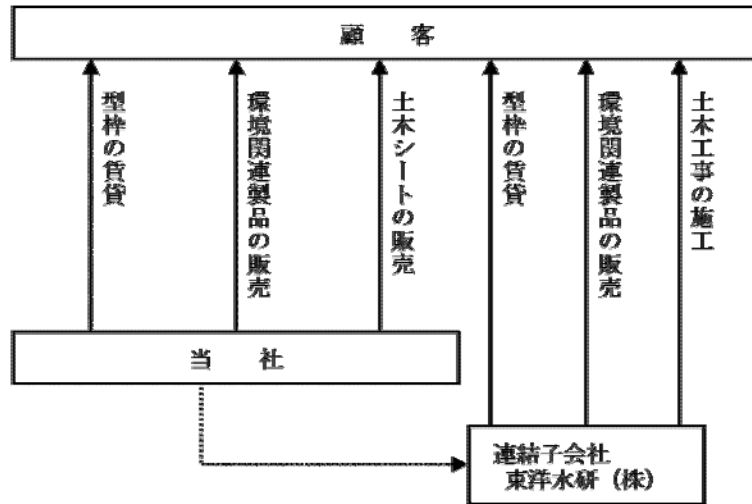 顧　客
型枠の賃貸
環境関連製品の販売
土木シートの販売
型枠の賃貸
環境関連製品の販売
土木工事の施工
当　社
連結子会社
東洋水研（株）